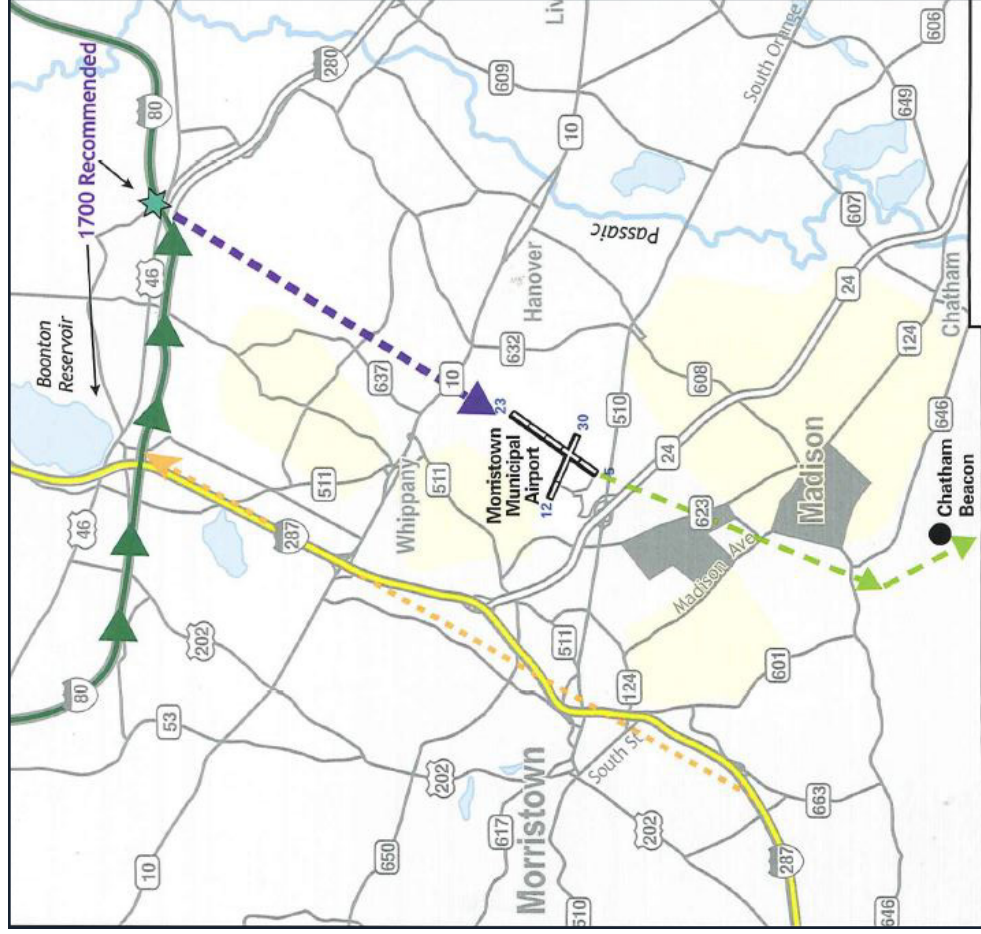 1700 Recommended
80
280
609
Liv
10
South Orange
606
649
607
46
Boonton
Reservoir
Passaic
Hanover
632
637
10
23
30
Morristown
Municipal
Airport
12
5
510
608
24
24
124
Chatham
646
Madison
Chatham
Beacon
623
Madison Ave
511
511
Whippany
287
46
202
80
53
202
10
650
617
Morristown
South St
511
124
601
663
202
510
287
646